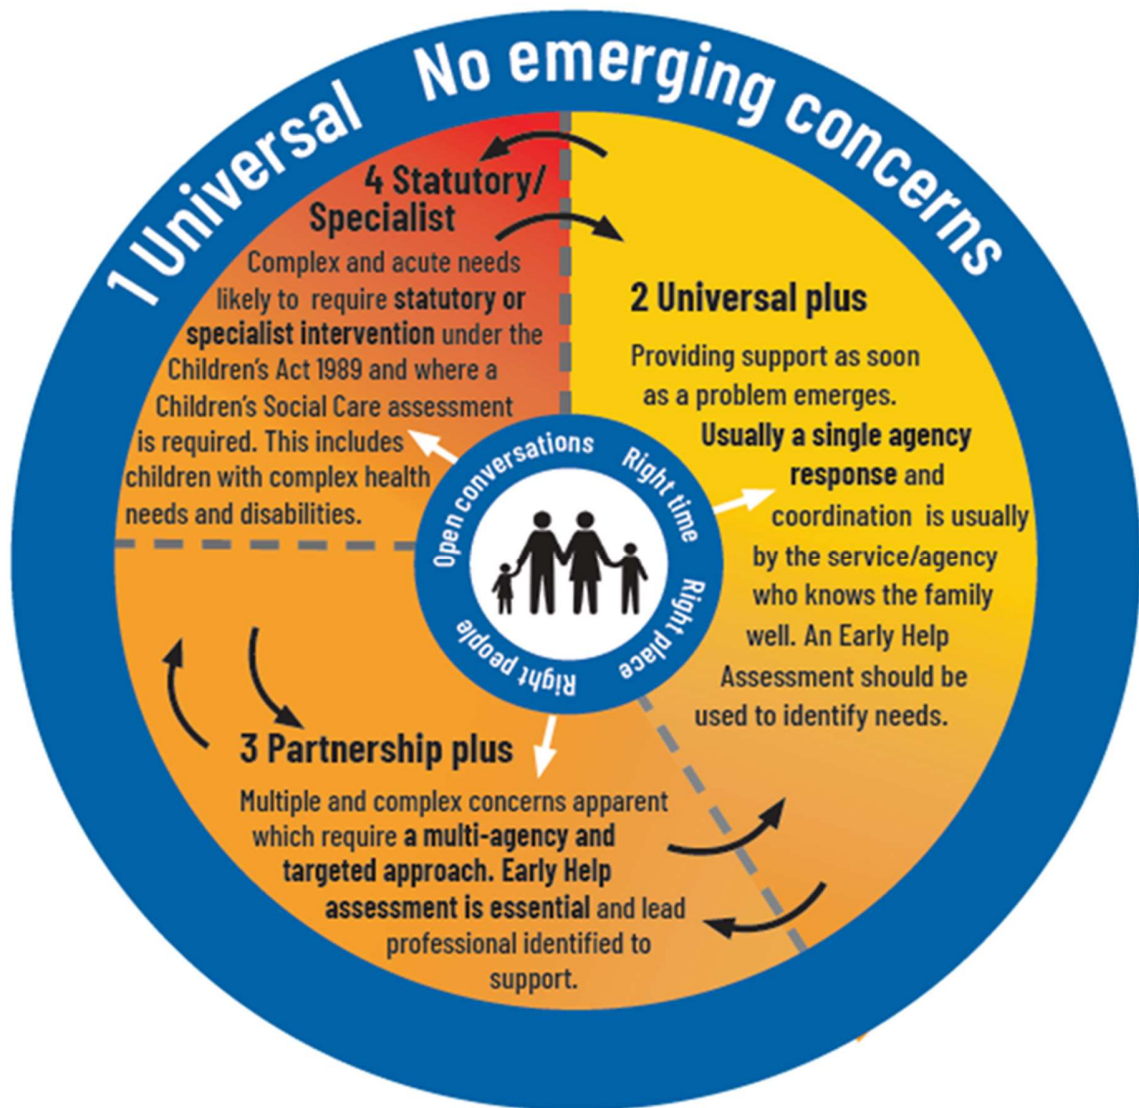 1 Universal No emerging concerns
4 Statutory/
Specialist
Complex and acute needs
likely to require statutory or
specialist intervention under the
Children's Act 1989 and where a
Children's Social Care assessment
is required. This includes
children with complex health
needs and disabilities.
2 Universal plus
Providing support as soon
as a problem emerges.
Usually a single agency
response and
coordination is usually
by the service/agency
who knows the family
well. An Early Help
Assessment should be
used to identify needs.
Open conversations
Right time
Right place
Right people
3 Partnership plus
Multiple and complex concerns apparent
which require a multi-agency and
targeted approach. Early Help
assessment is essential and lead
professional identified to
support.